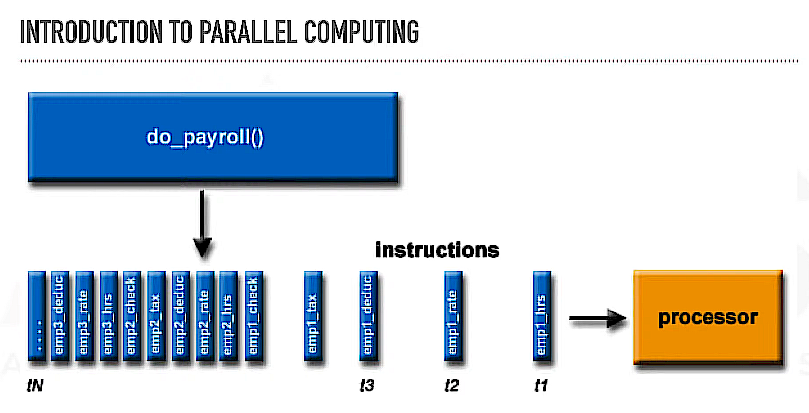 INTRODUCTION TO PARALLEL COMPUTING
do_payroll()
instructions
....
emp3_deduc
emp3_rate
emp3_hrs
emp2_check
emp2_tax
emp2_deduc
emp2_rate
emp2_hrs
emp1_check
emp1_tax
emp1_deduc
emp1_rate
emp1_hrs
processor
tN
t3
t2
t1